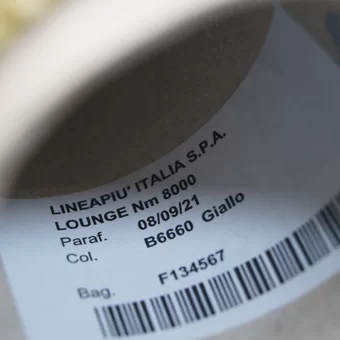 LINEAPIU' ITALIA S.P.A.
LOUNGE Nm 8000
Paraf. 08/09/21
Col. B6660 Giallo
Bag. F134567